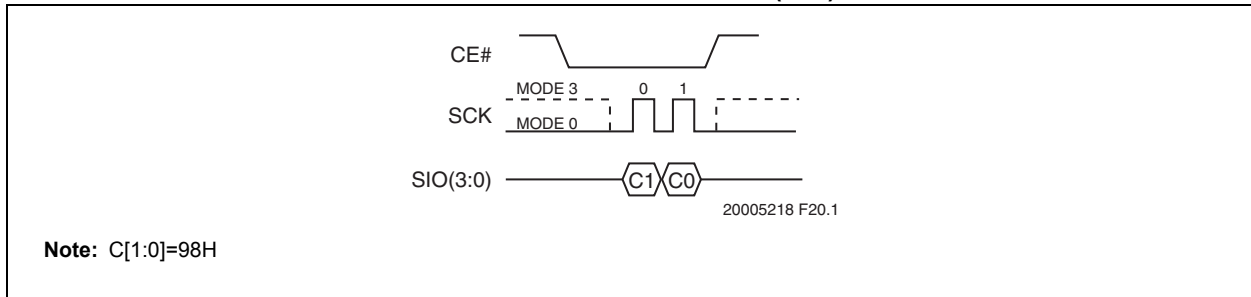 CE#
MODE 3 0 1
SCK
MODE 0
SIO(3:0) C1 C0
20005218 F20.1
Note: C[1:0]=98H